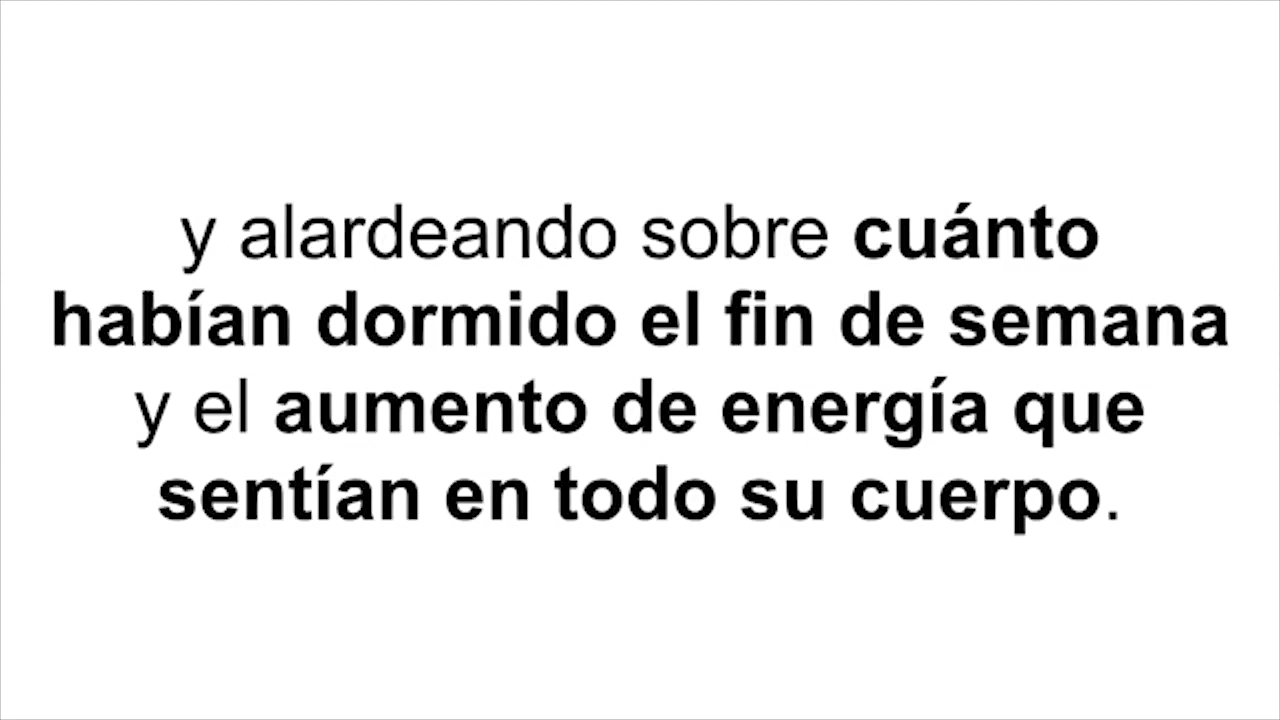 y alardeando sobre cuánto
habían dormido el fin de semana
y el aumento de energía que
sentían en todo su cuerpo.